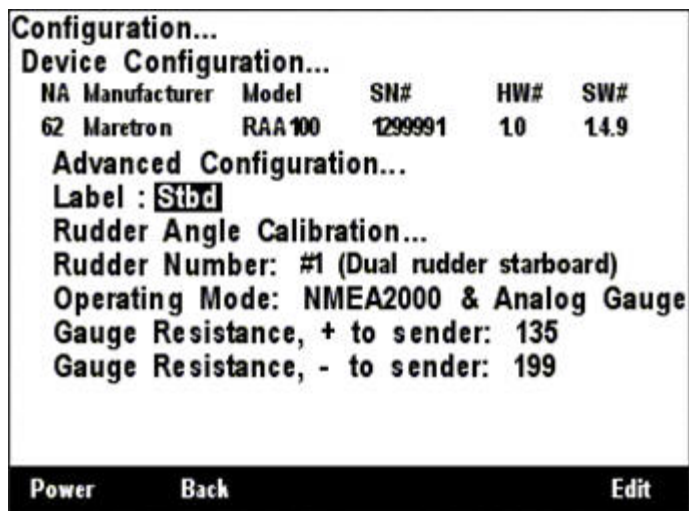 Configuration...
Device Configuration...
NA Manufacturer Model SN# HW# SW#
62 Maretron RAA100 1299991 1.0 1.4.9
Advanced Configuration...
Label : Stbd
Rudder Angle Calibration...
Rudder Number: #1 (Dual rudder starboard)
Operating Mode: NMEA2000 & Analog Gauge
Gauge Resistance, + to sender: 135
Gauge Resistance, - to sender: 199
Power Back Edit